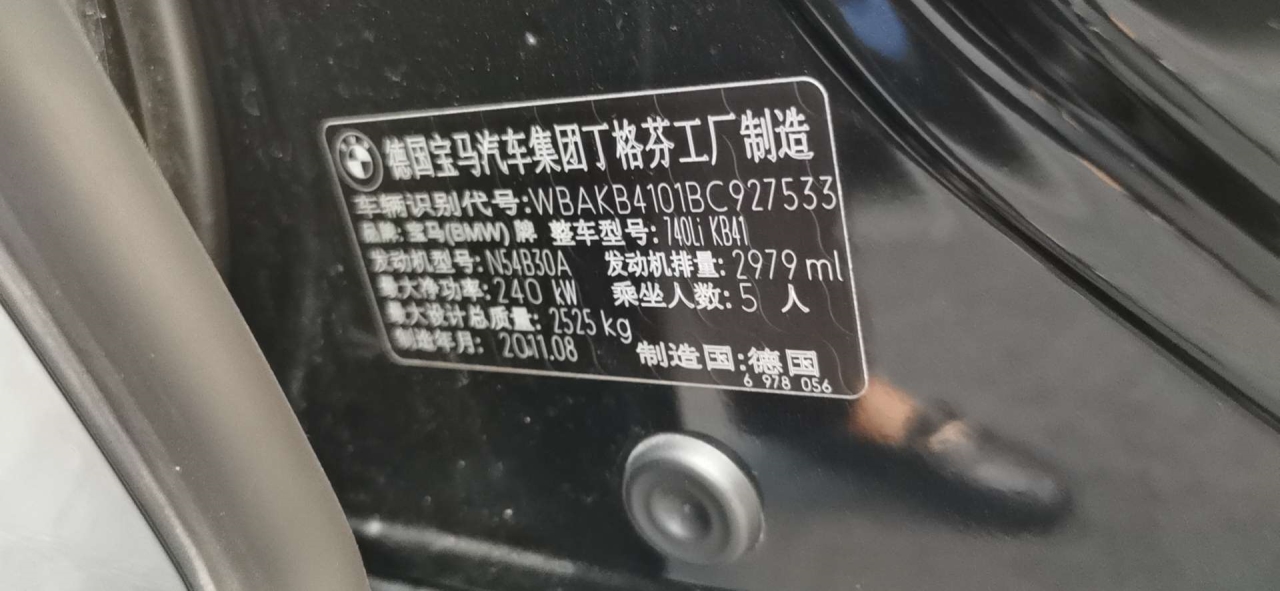 德国宝马汽车集团丁格芬工厂制造
车辆识别代号:WBAKB4101BC927533
品牌: 宝马(BMW) 牌 整车型号: 740Li KB41
发动机型号: N54B30A 发动机排量: 2979 ml
最大净功率: 240 kW 乘坐人数: 5 人
最大设计总质量: 2525 kg
制造年月: 2011.08 制造国:德国
6 978 056